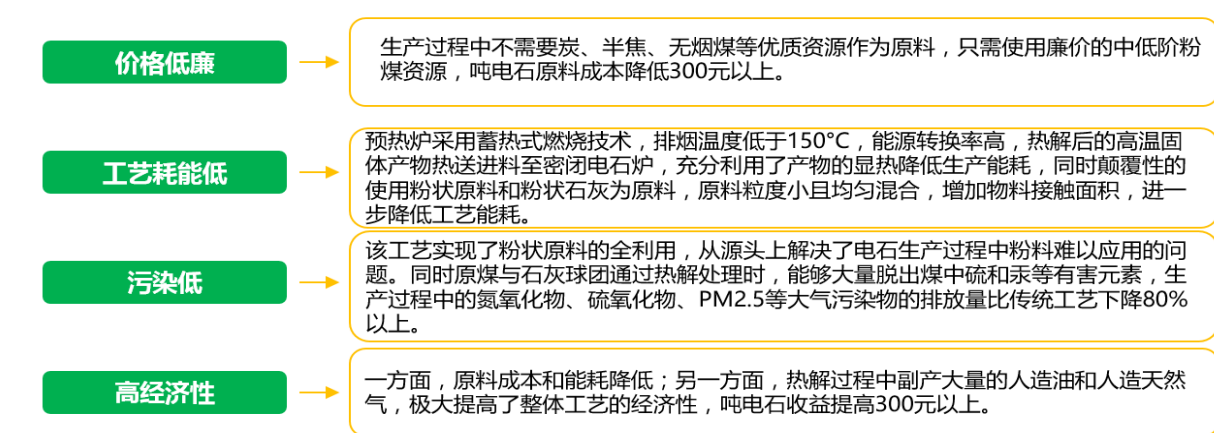 价格低廉
生产过程中不需要炭、半焦、无烟煤等优质资源作为原料，只需使用廉价的中低阶粉
煤资源，吨电石原料成本降低300元以上。
工艺耗能低
预热炉采用蓄热式燃烧技术，排烟温度低于150°C，能源转换率高，热解后的高温固
体产物热送进料至密闭电石炉，充分利用了产物的显热降低生产能耗，同时颠覆性的
使用粉状原料和粉状石灰为原料，原料粒度小且均匀混合，增加物料接触面积，进一
步降低工艺能耗。
污染低
该工艺实现了粉状原料的全利用，从源头上解决了电石生产过程中粉料难以应用的问
题。同时原煤与石灰球团通过热解处理时，能够大量脱出煤中硫和汞等有害元素，生
产过程中的氨氧化物、硫氧化物、PM2.5等大气污染物的排放量比传统工艺下降80%
以上。
高经济性
一方面，原料成本和能耗降低；另一方面，热解过程中副产大量的人造油和人造天然
气，极大提高了整体工艺的经济性，吨电石收益提高300元以上。